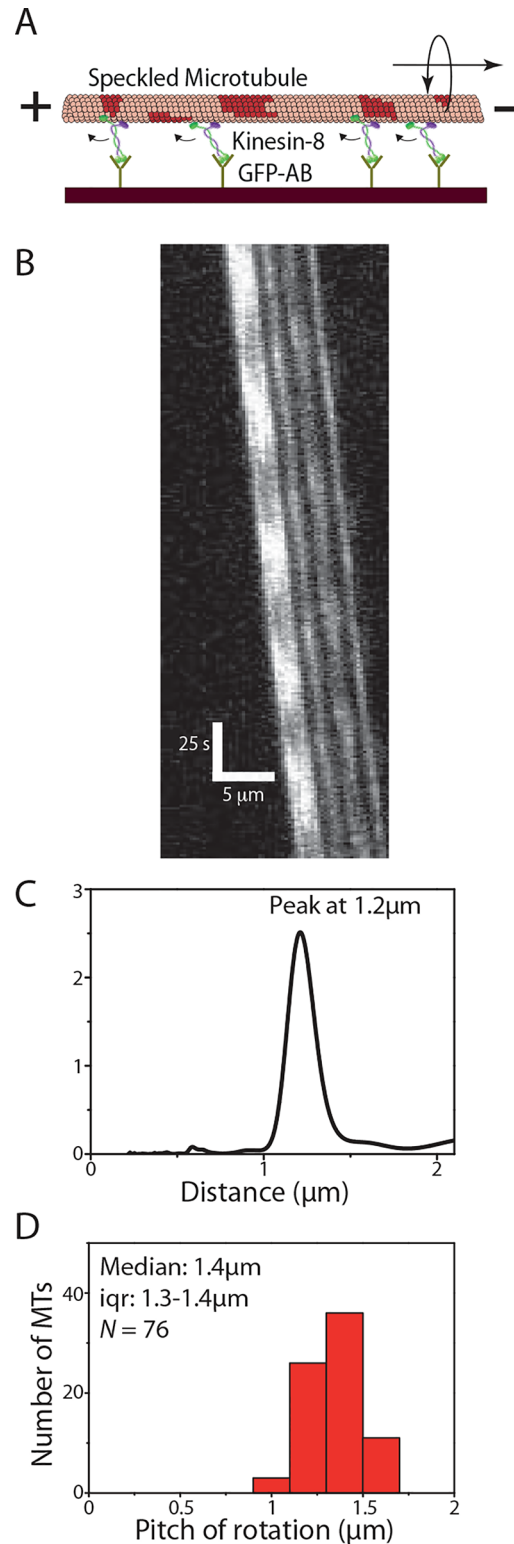 A
Speckled Microtubule
+
-
Kinesin-8
GFP-AB
B
25 s
5 μm
C
Peak at 1.2μm
3
2
1
0
0
1
2
Distance (μm)
D
Median: 1.4μm
iqr: 1.3-1.4μm
N = 76
Number of MTs
40
20
0
0
0.5
1
1.5
2
Pitch of rotation (μm)